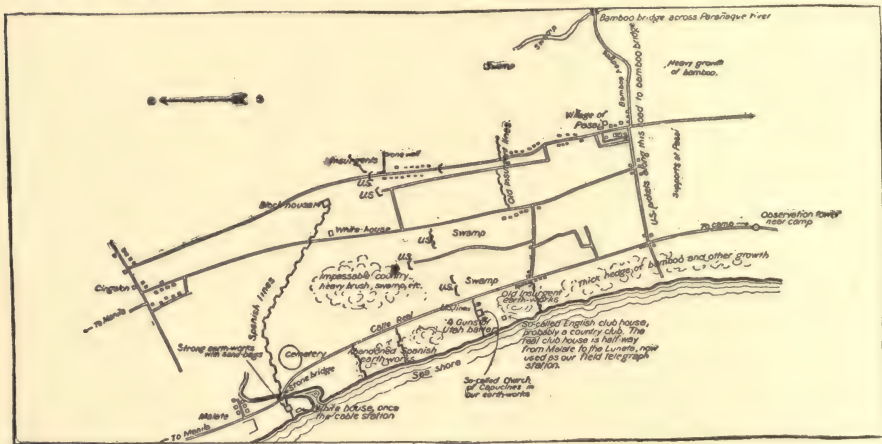 Bamboo bridge across Parañaque river
Swamp
Swamp
Heavy growth
of bamboo.
Bamboo
Village of
Pasai
U.S. pickets along this road to bamboo bridge
Supports at Pasai
Insurgents
Stone wall
Old Insurgent lines.
U.S.
U.S.
Block house
White-house
U.S.
Swamp
To camp
Observation tower
near camp
U.S.
Impassable country
heavy brush, swamp, etc.
Swamp
U.S.
thick hedge of bamboo and other growth
To Manila
Spanish lines
Old Insurgent
earth-works
Calle Real
4 Guns of
Utah battery
So-called English club house,
probably a country club. The
real club house is half-way
from Malate to the Luneta, now
used as our field telegraph
station.
Strong earth-works
with sand-bags
Cemetery
Abandoned Spanish
earthworks
Stone bridge
Sea shore
So-called Church
of Capucines in
our earth-works
Malate
White house, once
the cable station
To Manila